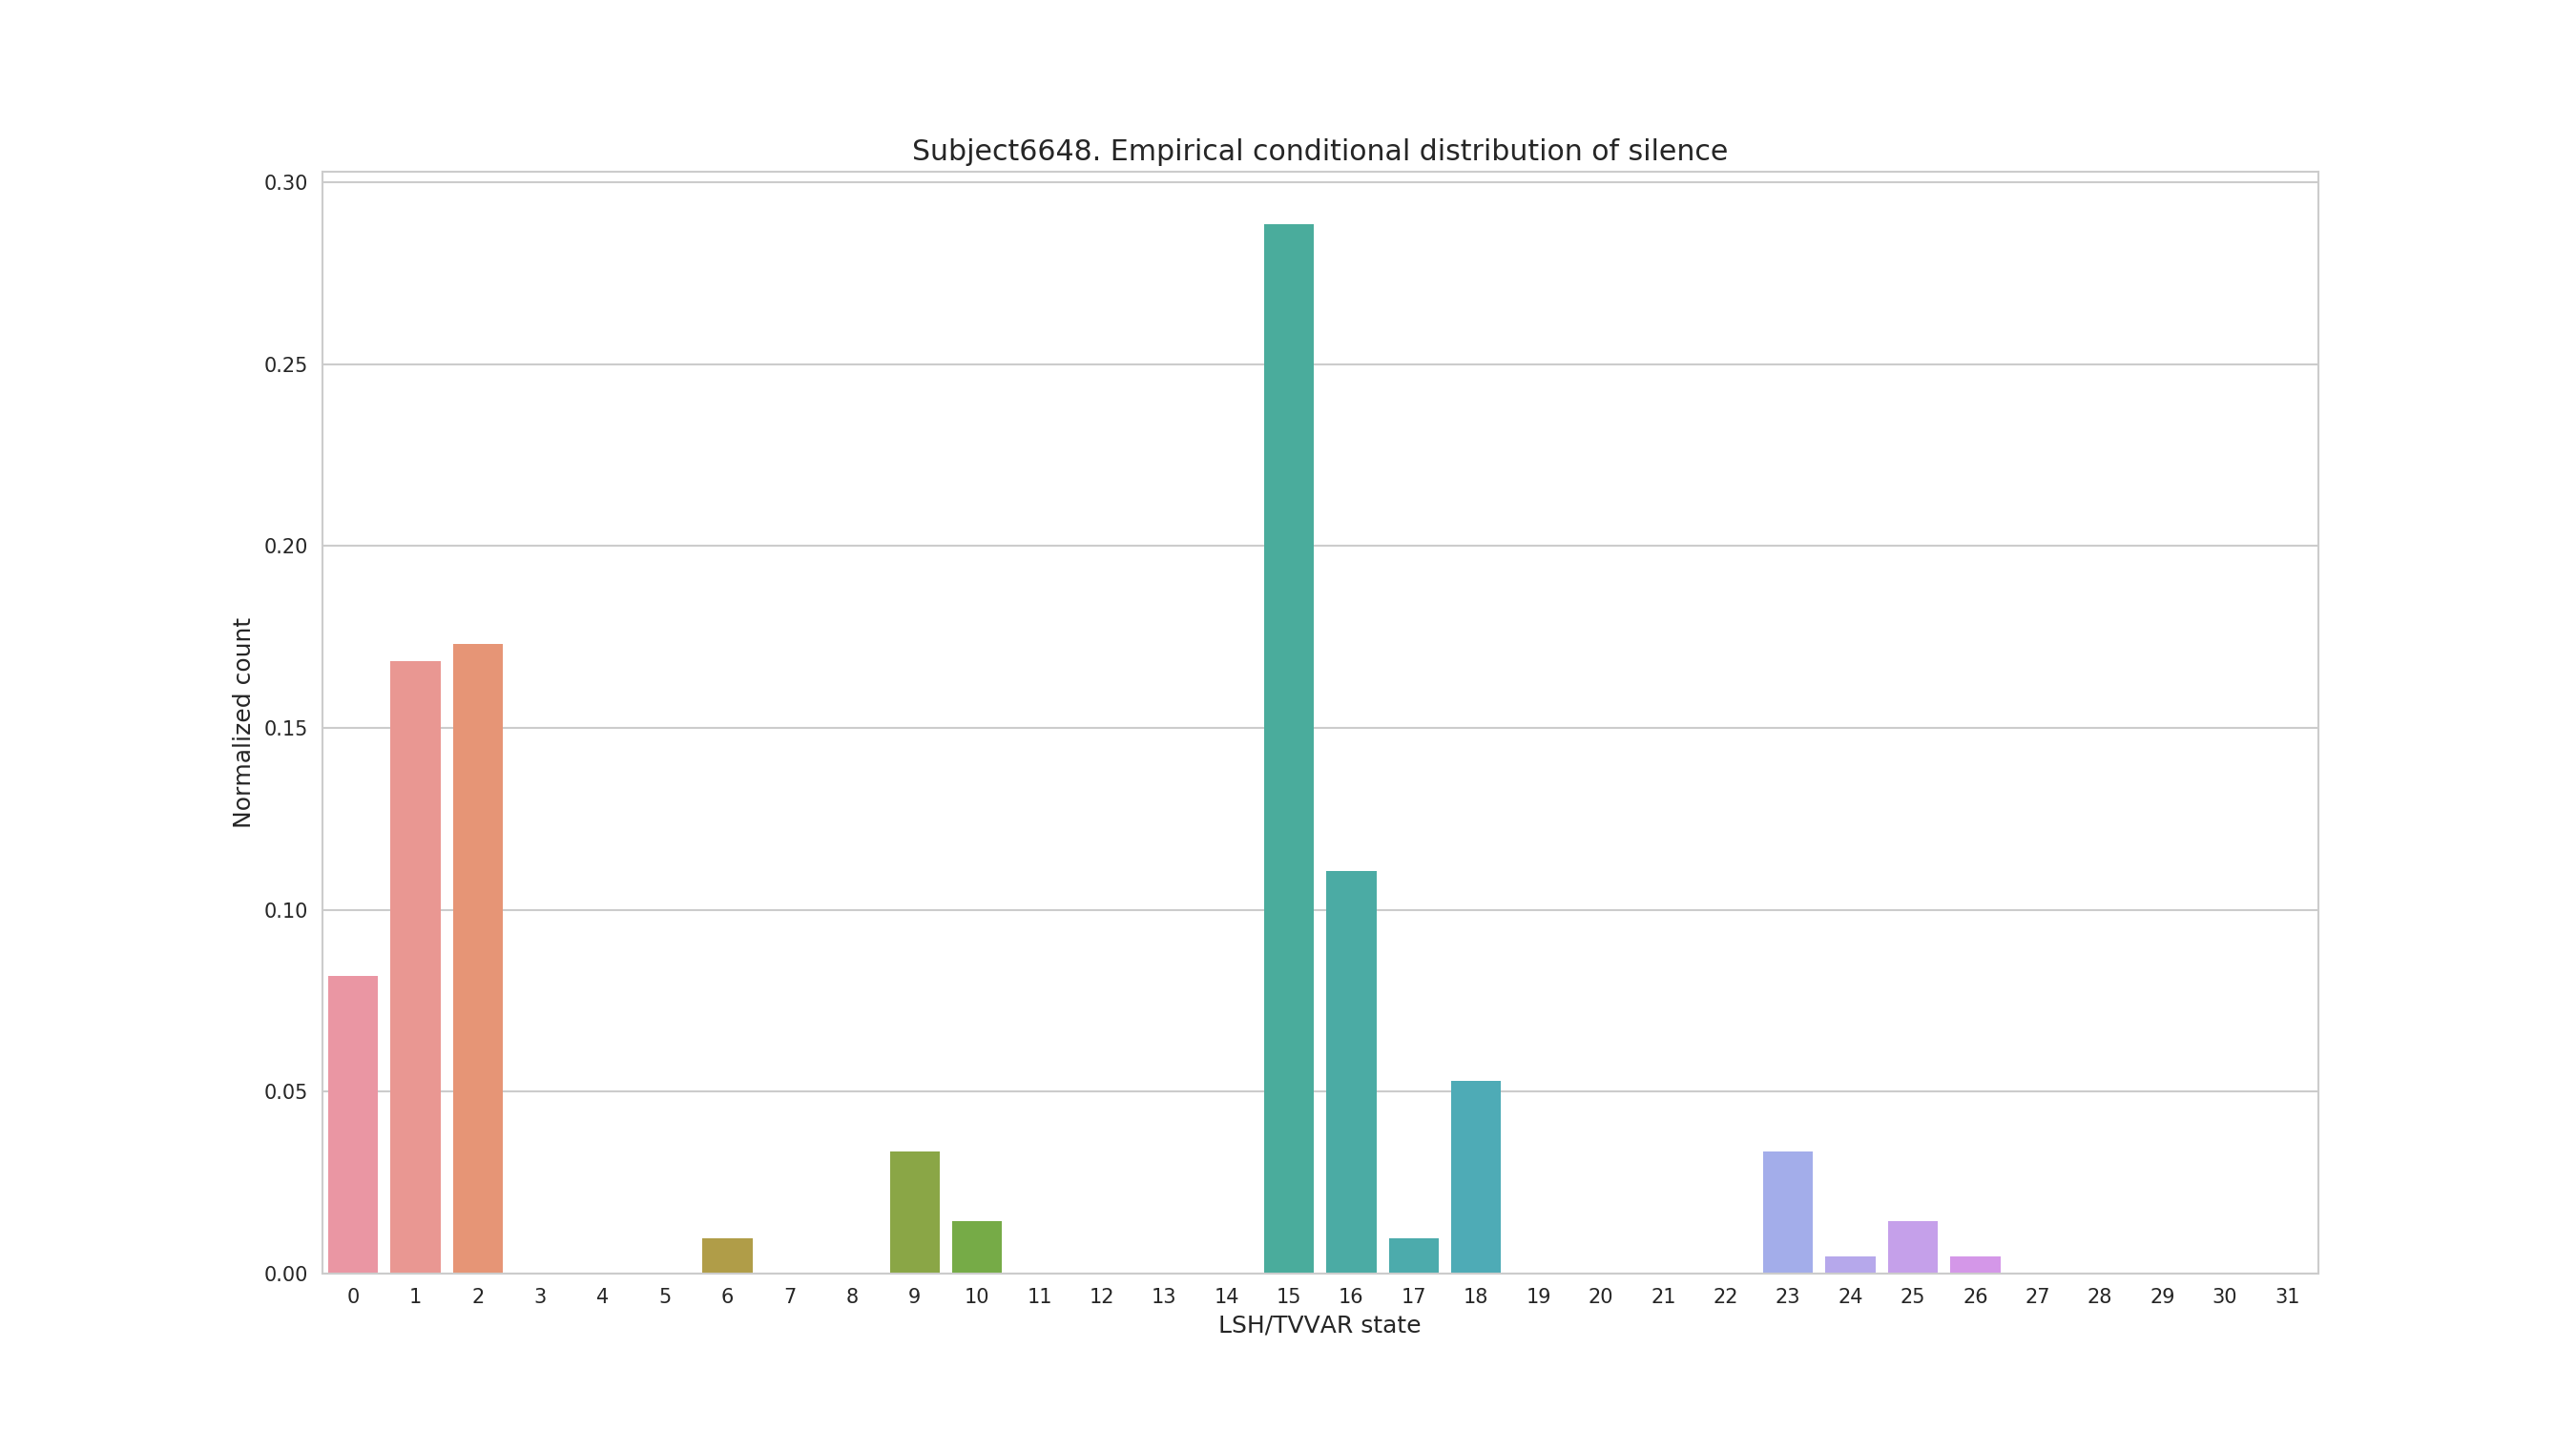 Subject6648. Empirical conditional distribution of silence
0.30
0.25
0.20
0.15
0.10
0.05
0.00
Normalized count
0 1 2 3 4 5 6 7 8 9 10 11 12 13 14 15 16 17 18 19 20 21 22 23 24 25 26 27 28 29 30 31
LSH/TVVAR state